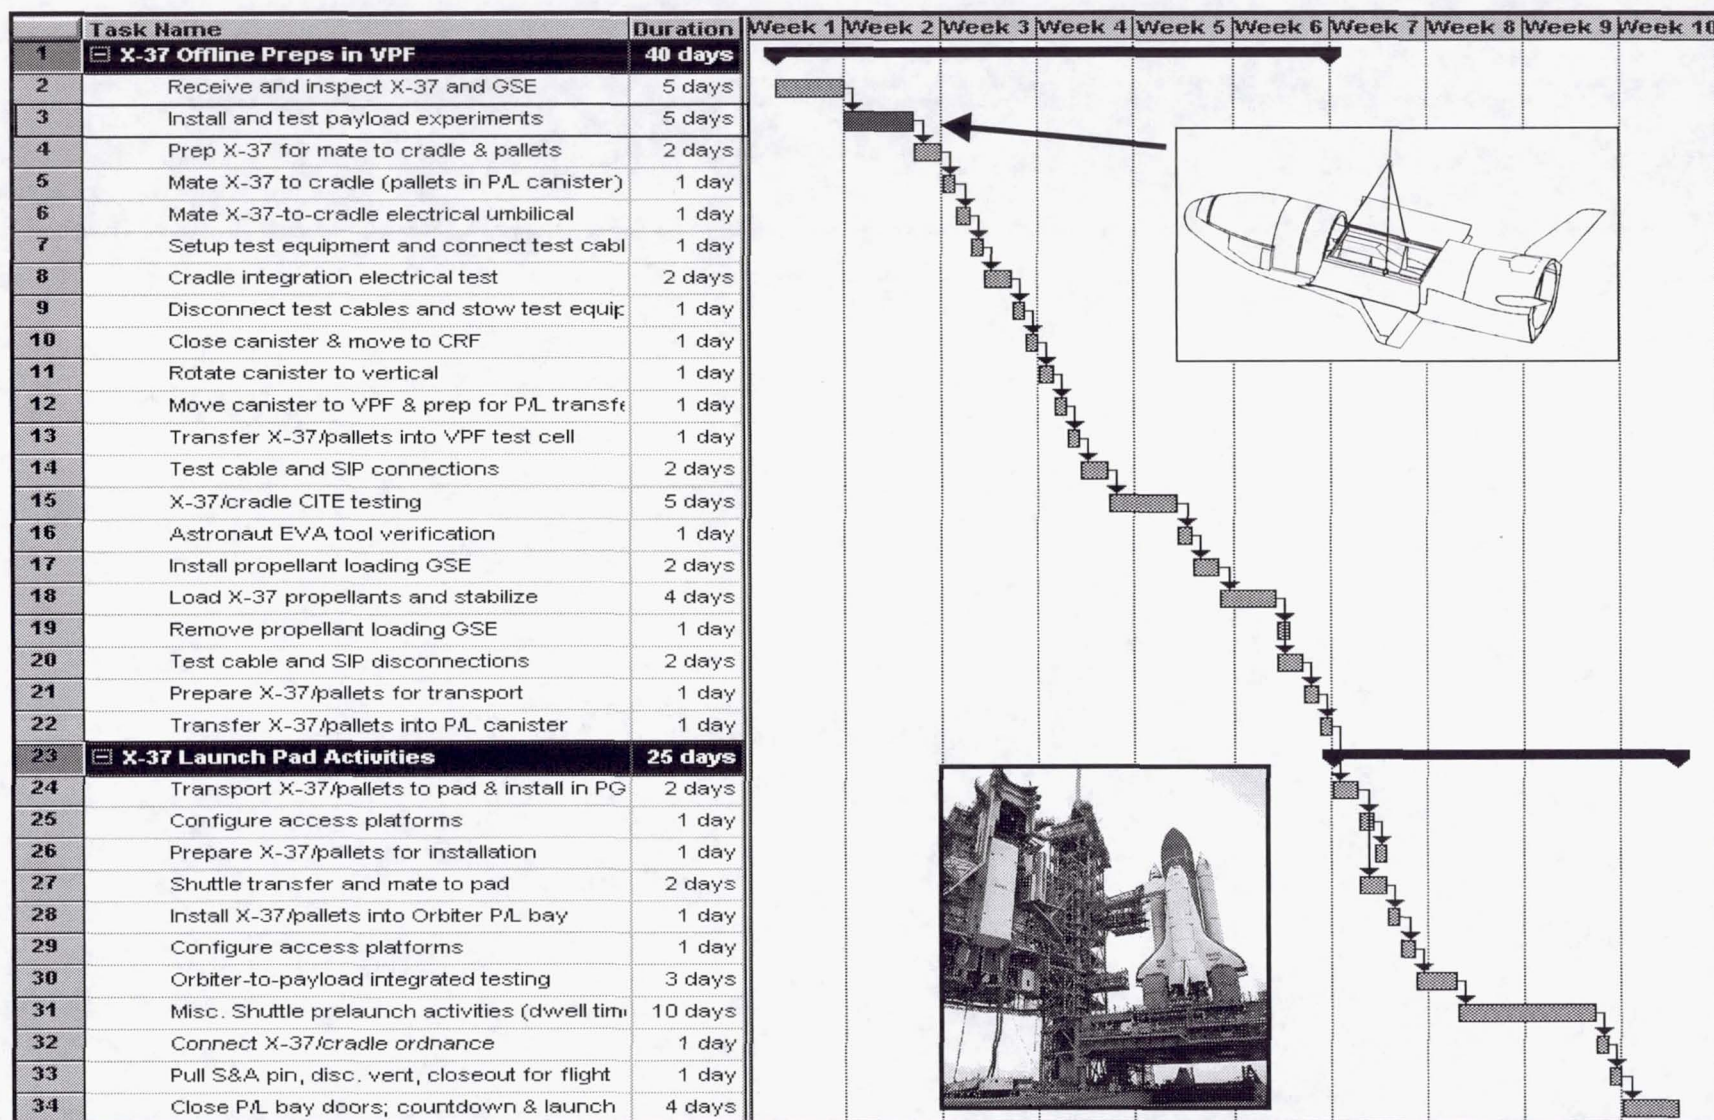 Task Name Duration Week 1 Week 2 Week 3 Week 4 Week 5 Week 6 Week 7 Week 8 Week 9 Week 10
1 X-37 Offline Preps in VPF 40 days
2 Receive and inspect X-37 and GSE 5 days
3 Install and test payload experiments 5 days
4 Prep X-37 for mate to cradle & pallets 2 days
5 Mate X-37 to cradle (pallets in P/L canister) 1 day
6 Mate X-37-to-cradle electrical umbilical 1 day
7 Setup test equipment and connect test cabl 1 day
8 Cradle integration electrical test 2 days
9 Disconnect test cables and stow test equip 1 day
10 Close canister & move to CRF 1 day
11 Rotate canister to vertical 1 day
12 Move canister to VPF & prep for P/L transfe 1 day
13 Transfer X-37/pallets into VPF test cell 1 day
14 Test cable and SIP connections 2 days
15 X-37/cradle CITE testing 5 days
16 Astronaut EVA tool verification 1 day
17 Install propellant loading GSE 2 days
18 Load X-37 propellants and stabilize 4 days
19 Remove propellant loading GSE 1 day
20 Test cable and SIP disconnections 2 days
21 Prepare X-37/pallets for transport 1 day
22 Transfer X-37/pallets into P/L canister 1 day
23 X-37 Launch Pad Activities 25 days
24 Transport X-37/pallets to pad & install in PG 2 days
25 Configure access platforms 1 day
26 Prepare X-37/pallets for installation 1 day
27 Shuttle transfer and mate to pad 2 days
28 Install X-37/pallets into Orbiter P/L bay 1 day
29 Configure access platforms 1 day
30 Orbiter-to-payload integrated testing 3 days
31 Misc. Shuttle prelaunch activities (dwell time 10 days
32 Connect X-37/cradle ordnance 1 day
33 Pull S&A pin, disc. vent, closeout for flight 1 day
34 Close P/L bay doors; countdown & launch 4 days